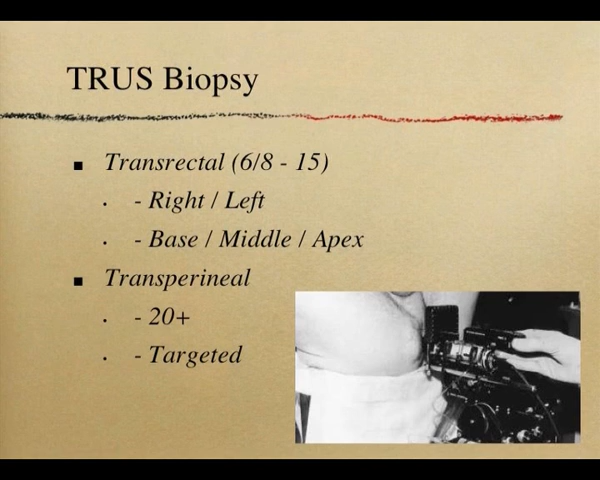 TRUS Biopsy
■ Transrectal (6/8 - 15)
• - Right / Left
• - Base / Middle / Apex
■ Transperineal
• - 20+
• - Targeted